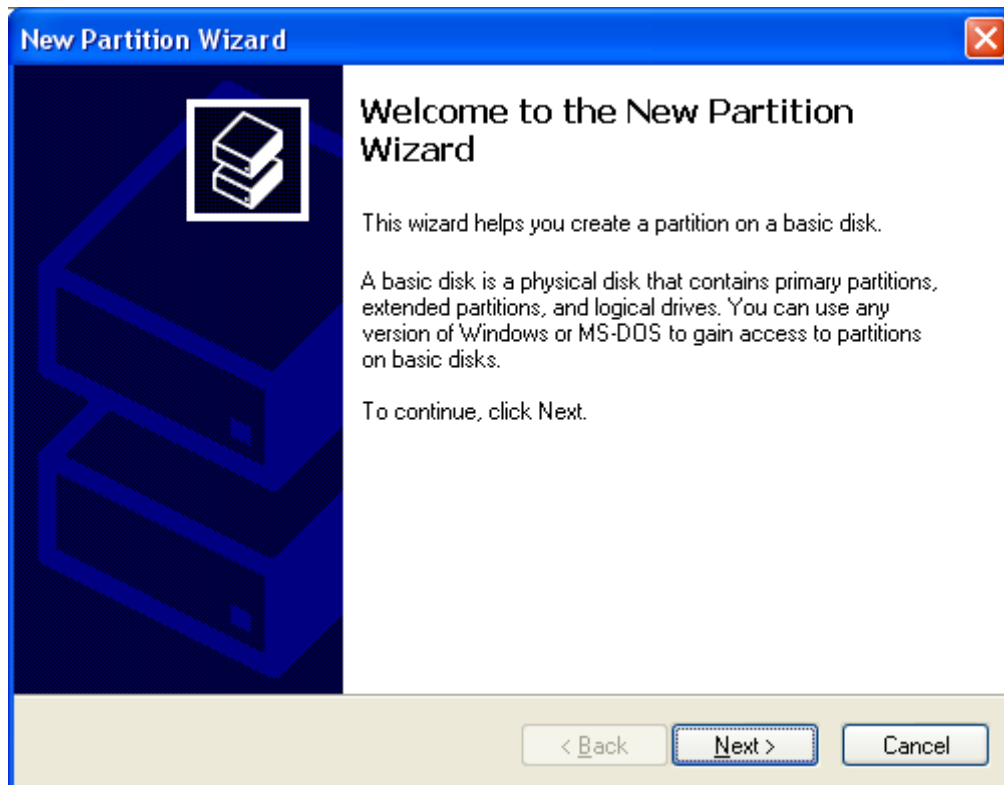 New Partition Wizard
Welcome to the New Partition
Wizard
This wizard helps you create a partition on a basic disk.
A basic disk is a physical disk that contains primary partitions,
extended partitions, and logical drives. You can use any
version of Windows or MS-DOS to gain access to partitions
on basic disks.
To continue, click Next.
< Back
Next >
Cancel